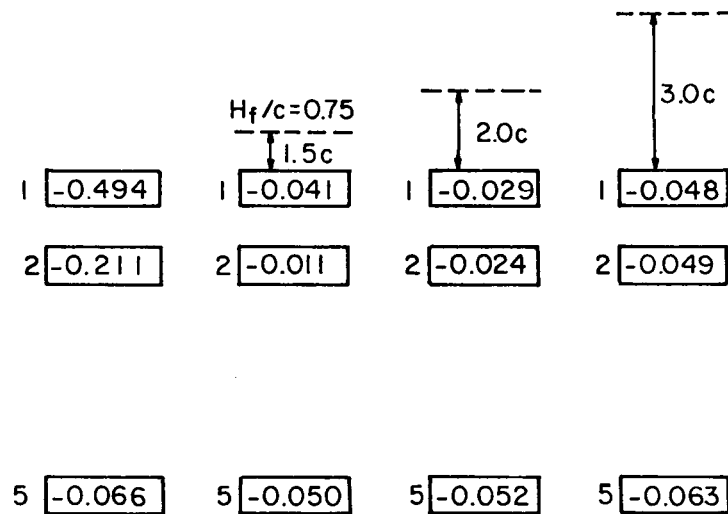 3.0c
H_f/c=0.75
1.5c
2.0c
1 -0.494 1 -0.041 1 -0.029 1 -0.048
2 -0.211 2 -0.011 2 -0.024 2 -0.049
5 -0.066 5 -0.050 5 -0.052 5 -0.063